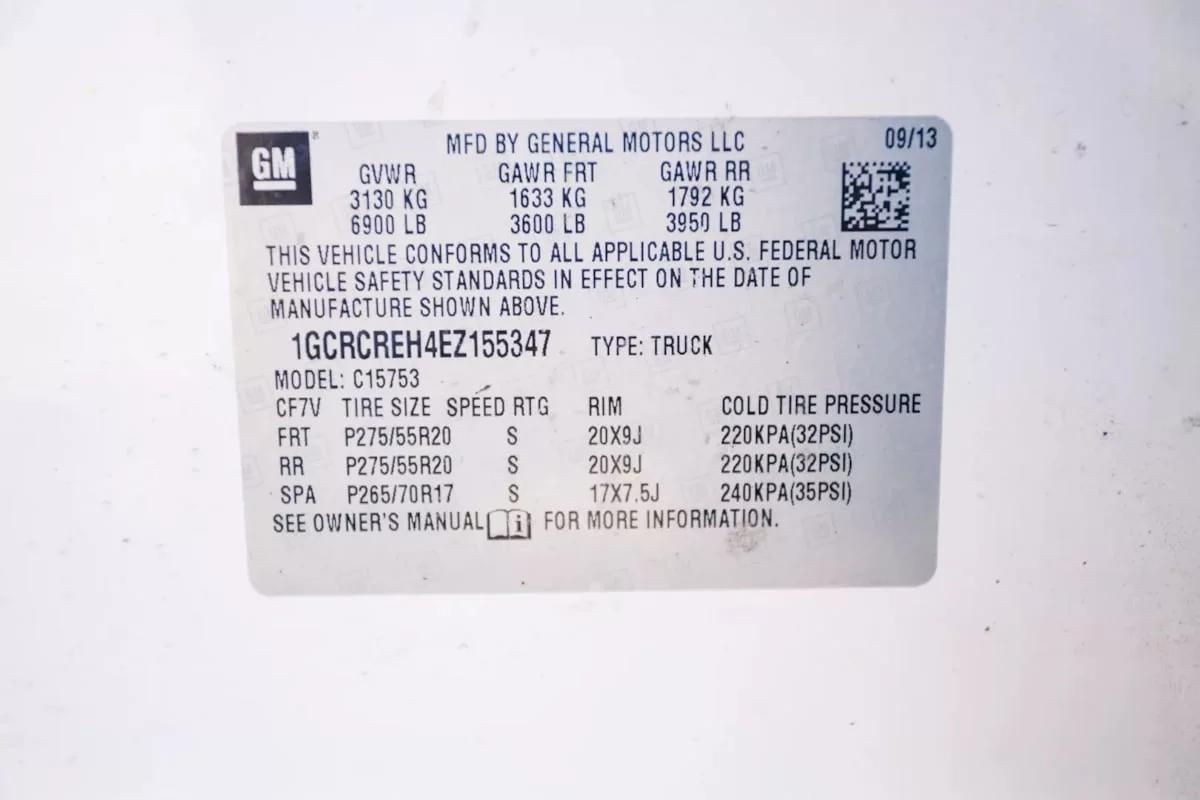 GM
MFD BY GENERAL MOTORS LLC 09/13
GVWR GAWR FRT GAWR RR
3130 KG 1633 KG 1792 KG
6900 LB 3600 LB 3950 LB
THIS VEHICLE CONFORMS TO ALL APPLICABLE U.S. FEDERAL MOTOR
VEHICLE SAFETY STANDARDS IN EFFECT ON THE DATE OF
MANUFACTURE SHOWN ABOVE.
1GCRCREH4EZ155347 TYPE: TRUCK
MODEL: C15753
CF7V TIRE SIZE SPEED RTG RIM COLD TIRE PRESSURE
FRT P275/55R20 S 20X9J 220KPA(32PSI)
RR P275/55R20 S 20X9J 220KPA(32PSI)
SPA P265/70R17 S 17X7.5J 240KPA(35PSI)
SEE OWNER'S MANUAL FOR MORE INFORMATION.